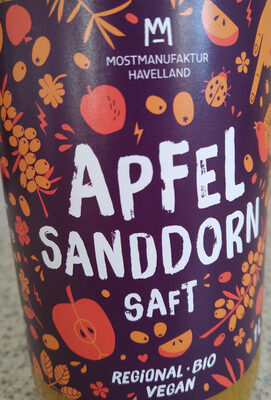 MOSTMANUFAKTUR
HAVELLAND
APFEL
SANDDORN
SAFT
REGIONAL · BIO
VEGAN